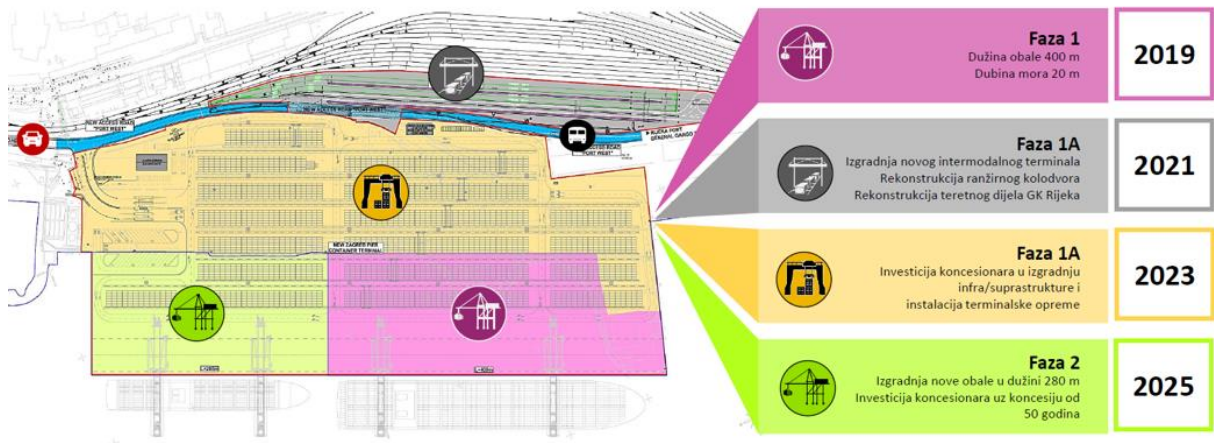 NEW ACCESS ROAD
"PORT WEST"
NEW ZAGREB PIER
CONTAINER TERMINAL
Faza 1
Dužina obale 400 m
Dubina mora 20 m
2019
Faza 1A
Izgradnja novog intermodalnog terminala
Rekonstrukcija ranžirnog kolodvora
Rekonstrukcija teretnog dijela GK Rijeka
2021
Faza 1A
Investicija koncesionara u izgradnju
infra/suprastrukture i
instalacija terminalske opreme
2023
Faza 2
Izgradnja nove obale u dužini 280 m
Investicija koncesionara uz koncesiju od
50 godina
2025